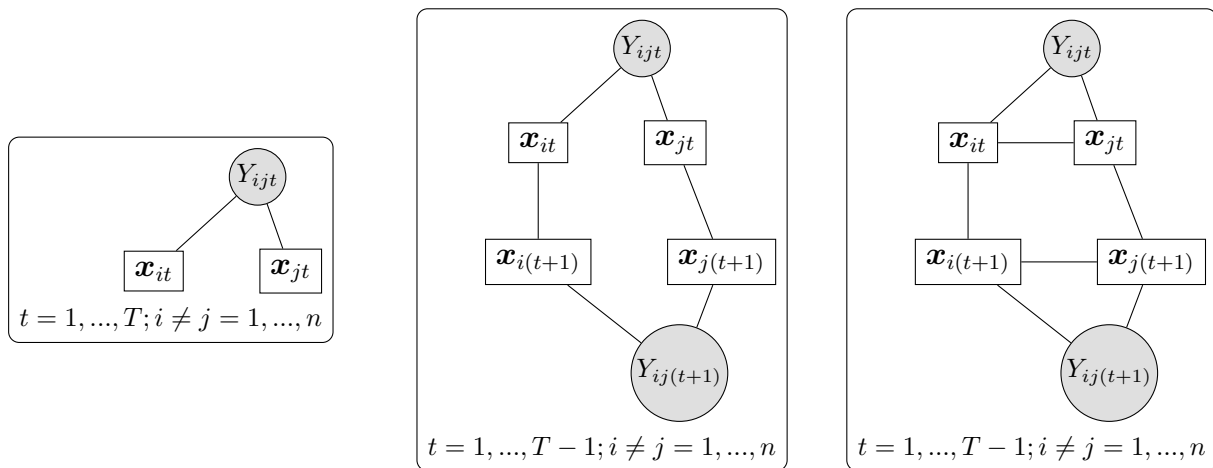 Y_{ijt}
x_{it}
x_{jt}
t = 1, ..., T; i ≠ j = 1, ..., n
Y_{ijt}
x_{it}
x_{jt}
x_{i(t+1)}
x_{j(t+1)}
Y_{ij(t+1)}
t = 1, ..., T − 1; i ≠ j = 1, ..., n
Y_{ijt}
x_{it}
x_{jt}
x_{i(t+1)}
x_{j(t+1)}
Y_{ij(t+1)}
t = 1, ..., T − 1; i ≠ j = 1, ..., n